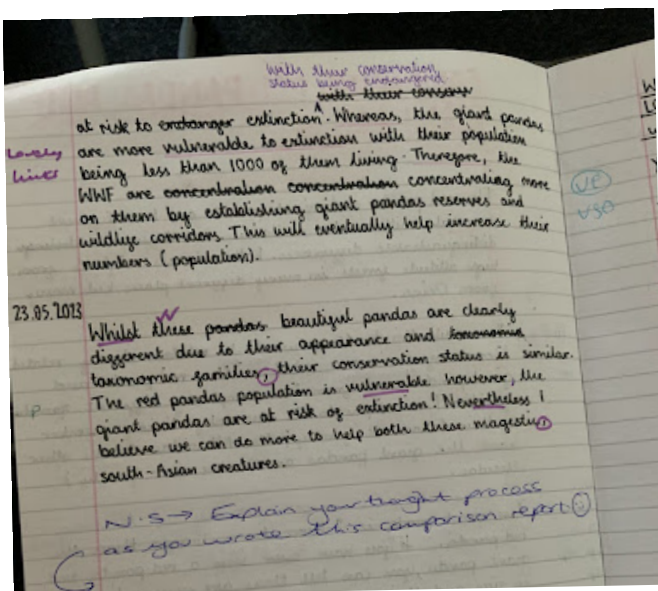 with their conservation
status being endangered
with their conserv
at risk to endanger extinction. Whereas, the giant pandas
Lovely
links
are more vulnerable to extinction with their population
being less than 1000 of them living. Therefore, the
WWF are concentration concentration concentrating more
on them by establishing giant pandas reserves and
wildlife corridors. This will eventually help increase their
numbers (population).
VP
23.05.2023
Whilst these pandas beautiful pandas are clearly
different due to their appearance and taxonomic
taxonomic families, their conservation status is similar.
The red pandas population is vulnerable however, the
giant pandas are at risk of extinction! Nevertheless I
believe we can do more to help both these magestic
south-Asian creatures.
P
N.S → Explain your thought process
as you wrote this comparison report